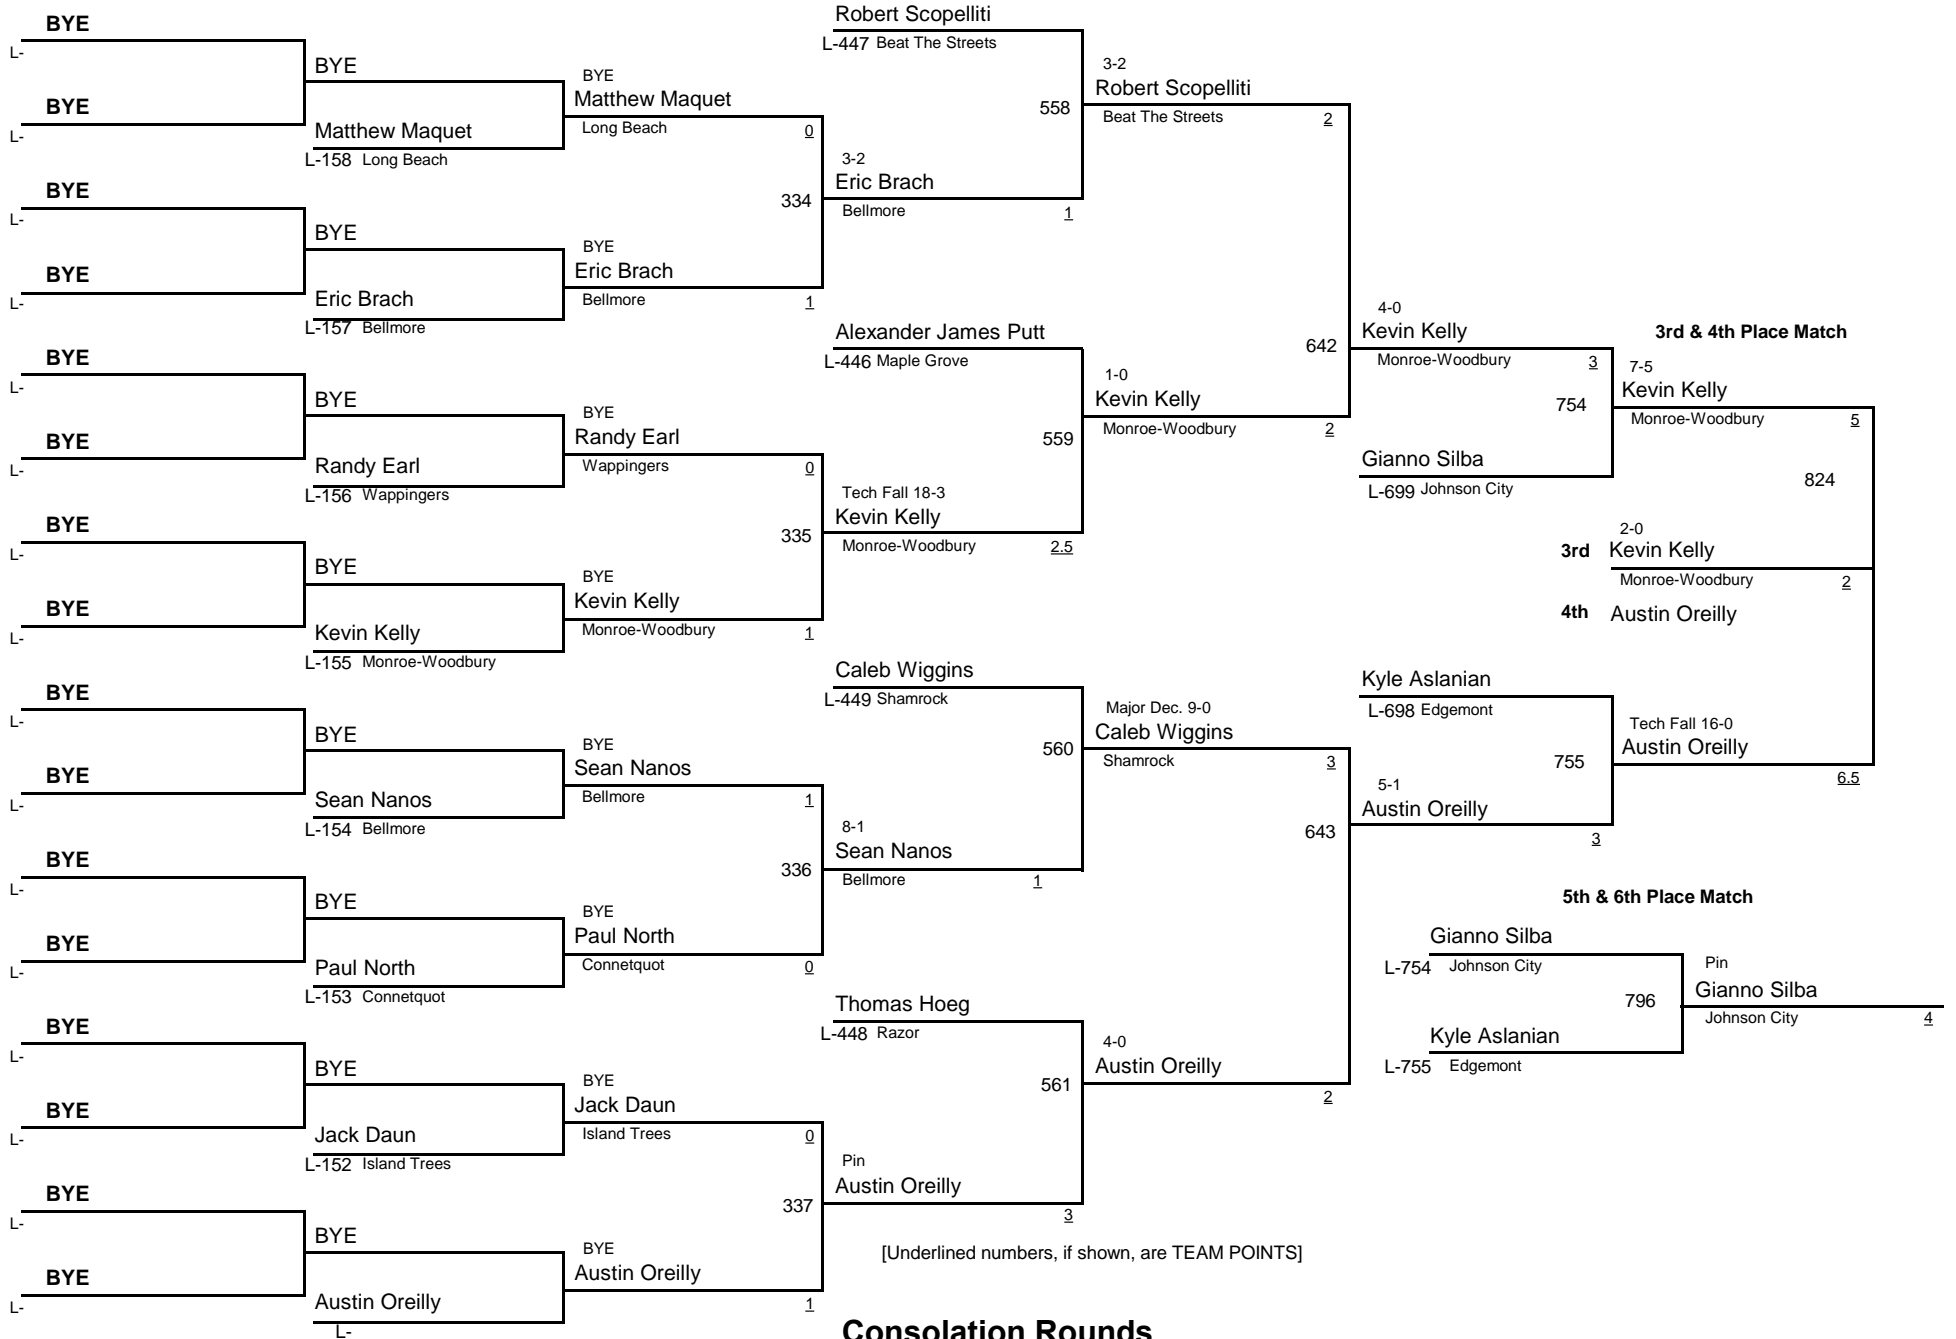 BYE
L-
BYE
L-
BYE
L-
BYE
L-
BYE
L-
BYE
L-
BYE
L-
BYE
L-
BYE
L-
BYE
L-
BYE
L-
BYE
L-
BYE
L-
BYE
L-
BYE
L-
BYE
L-
BYE
Matthew Maquet
L-158 Long Beach
BYE
Eric Brach
L-157 Bellmore
BYE
Randy Earl
L-156 Wappingers
BYE
Kevin Kelly
L-155 Monroe-Woodbury
BYE
Sean Nanos
L-154 Bellmore
BYE
Paul North
L-153 Connetquot
BYE
Jack Daun
L-152 Island Trees
BYE
Austin Oreilly
L-
BYE
Matthew Maquet
Long Beach 0
334
BYE
Eric Brach
Bellmore 1
BYE
Randy Earl
Wappingers 0
335
BYE
Kevin Kelly
Monroe-Woodbury 1
BYE
Sean Nanos
Bellmore 1
336
BYE
Paul North
Connetquot 0
BYE
Jack Daun
Island Trees 0
337
BYE
Austin Oreilly
1
Robert Scopelliti
L-447 Beat The Streets
558
3-2
Eric Brach
Bellmore 1
Alexander James Putt
L-446 Maple Grove
559
Tech Fall 18-3
Kevin Kelly
Monroe-Woodbury 2.5
Caleb Wiggins
L-449 Shamrock
560
8-1
Sean Nanos
Bellmore 1
Thomas Hoeg
L-448 Razor
561
Pin
Austin Oreilly
3
3-2
Robert Scopelliti
Beat The Streets 2
642
1-0
Kevin Kelly
Monroe-Woodbury 2
Major Dec. 9-0
Caleb Wiggins
Shamrock 3
643
4-0
Austin Oreilly
2
4-0
Kevin Kelly
Monroe-Woodbury 3
754
Gianno Silba
L-699 Johnson City
Kyle Aslanian
L-698 Edgemont
755
5-1
Austin Oreilly
3
3rd & 4th Place Match
7-5
Kevin Kelly
Monroe-Woodbury 5
824
2-0
3rd Kevin Kelly
Monroe-Woodbury 2
4th Austin Oreilly
Tech Fall 16-0
Austin Oreilly
6.5
5th & 6th Place Match
Gianno Silba
L-754 Johnson City
796
Kyle Aslanian
L-755 Edgemont
Pin
Gianno Silba
Johnson City 4
[Underlined numbers, if shown, are TEAM POINTS]
Consolation Rounds